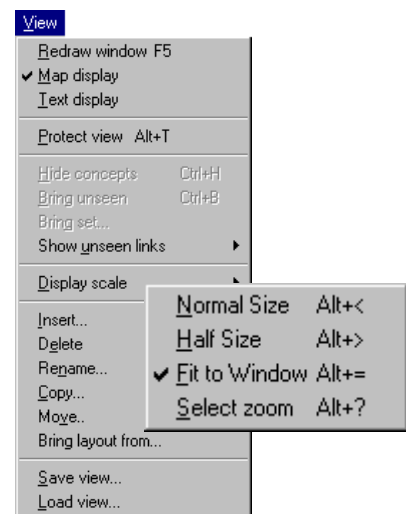 View
Redraw window F5
Map display
Text display
Protect view Alt+T
Hide concepts Ctrl+H
Bring unseen Ctrl+B
Bring set...
Show unseen links
Display scale
Normal Size Alt+<
Half Size Alt+>
Fit to Window Alt+=
Select zoom Alt+?
Insert...
Delete
Rename...
Copy...
Move..
Bring layout from...
Save view...
Load view...